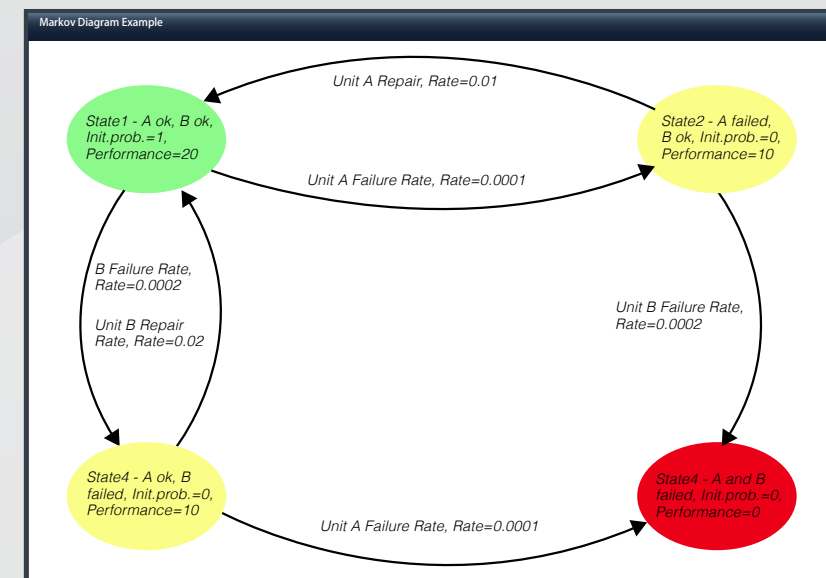 Markov Diagram Example
Unit A Repair, Rate=0.01
State1 - A ok, B ok,
Init.prob.=1,
Performance=20
State2 - A failed,
B ok, Init.prob.=0,
Performance=10
Unit A Failure Rate, Rate=0.0001
B Failure Rate,
Rate=0.0002
Unit B Repair
Rate, Rate=0.02
Unit B Failure Rate,
Rate=0.0002
State4 - A ok, B
failed, Init.prob.=0,
Performance=10
State4 - A and B
failed, Init.prob.=0,
Performance=0
Unit A Failure Rate, Rate=0.0001